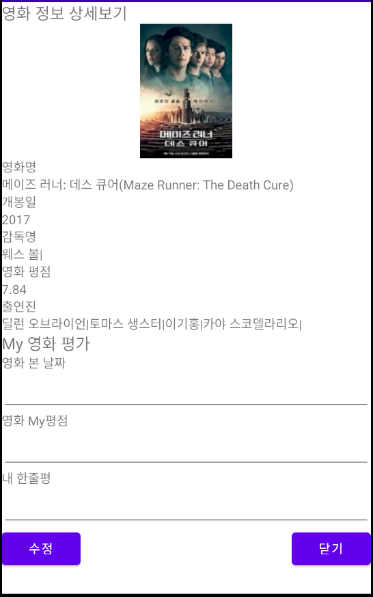 영화 정보 상세보기
메이즈 러너
데스 큐어
영화명
메이즈 러너: 데스 큐어(Maze Runner: The Death Cure)
개봉일
2017
감독명
웨스 볼|
영화 평점
7.84
출연진
딜런 오브라이언|토마스 생스터|이기홍|카야 스코델라리오|
My 영화 평가
영화 본 날짜
영화 My평점
내 한줄평
수정
닫기